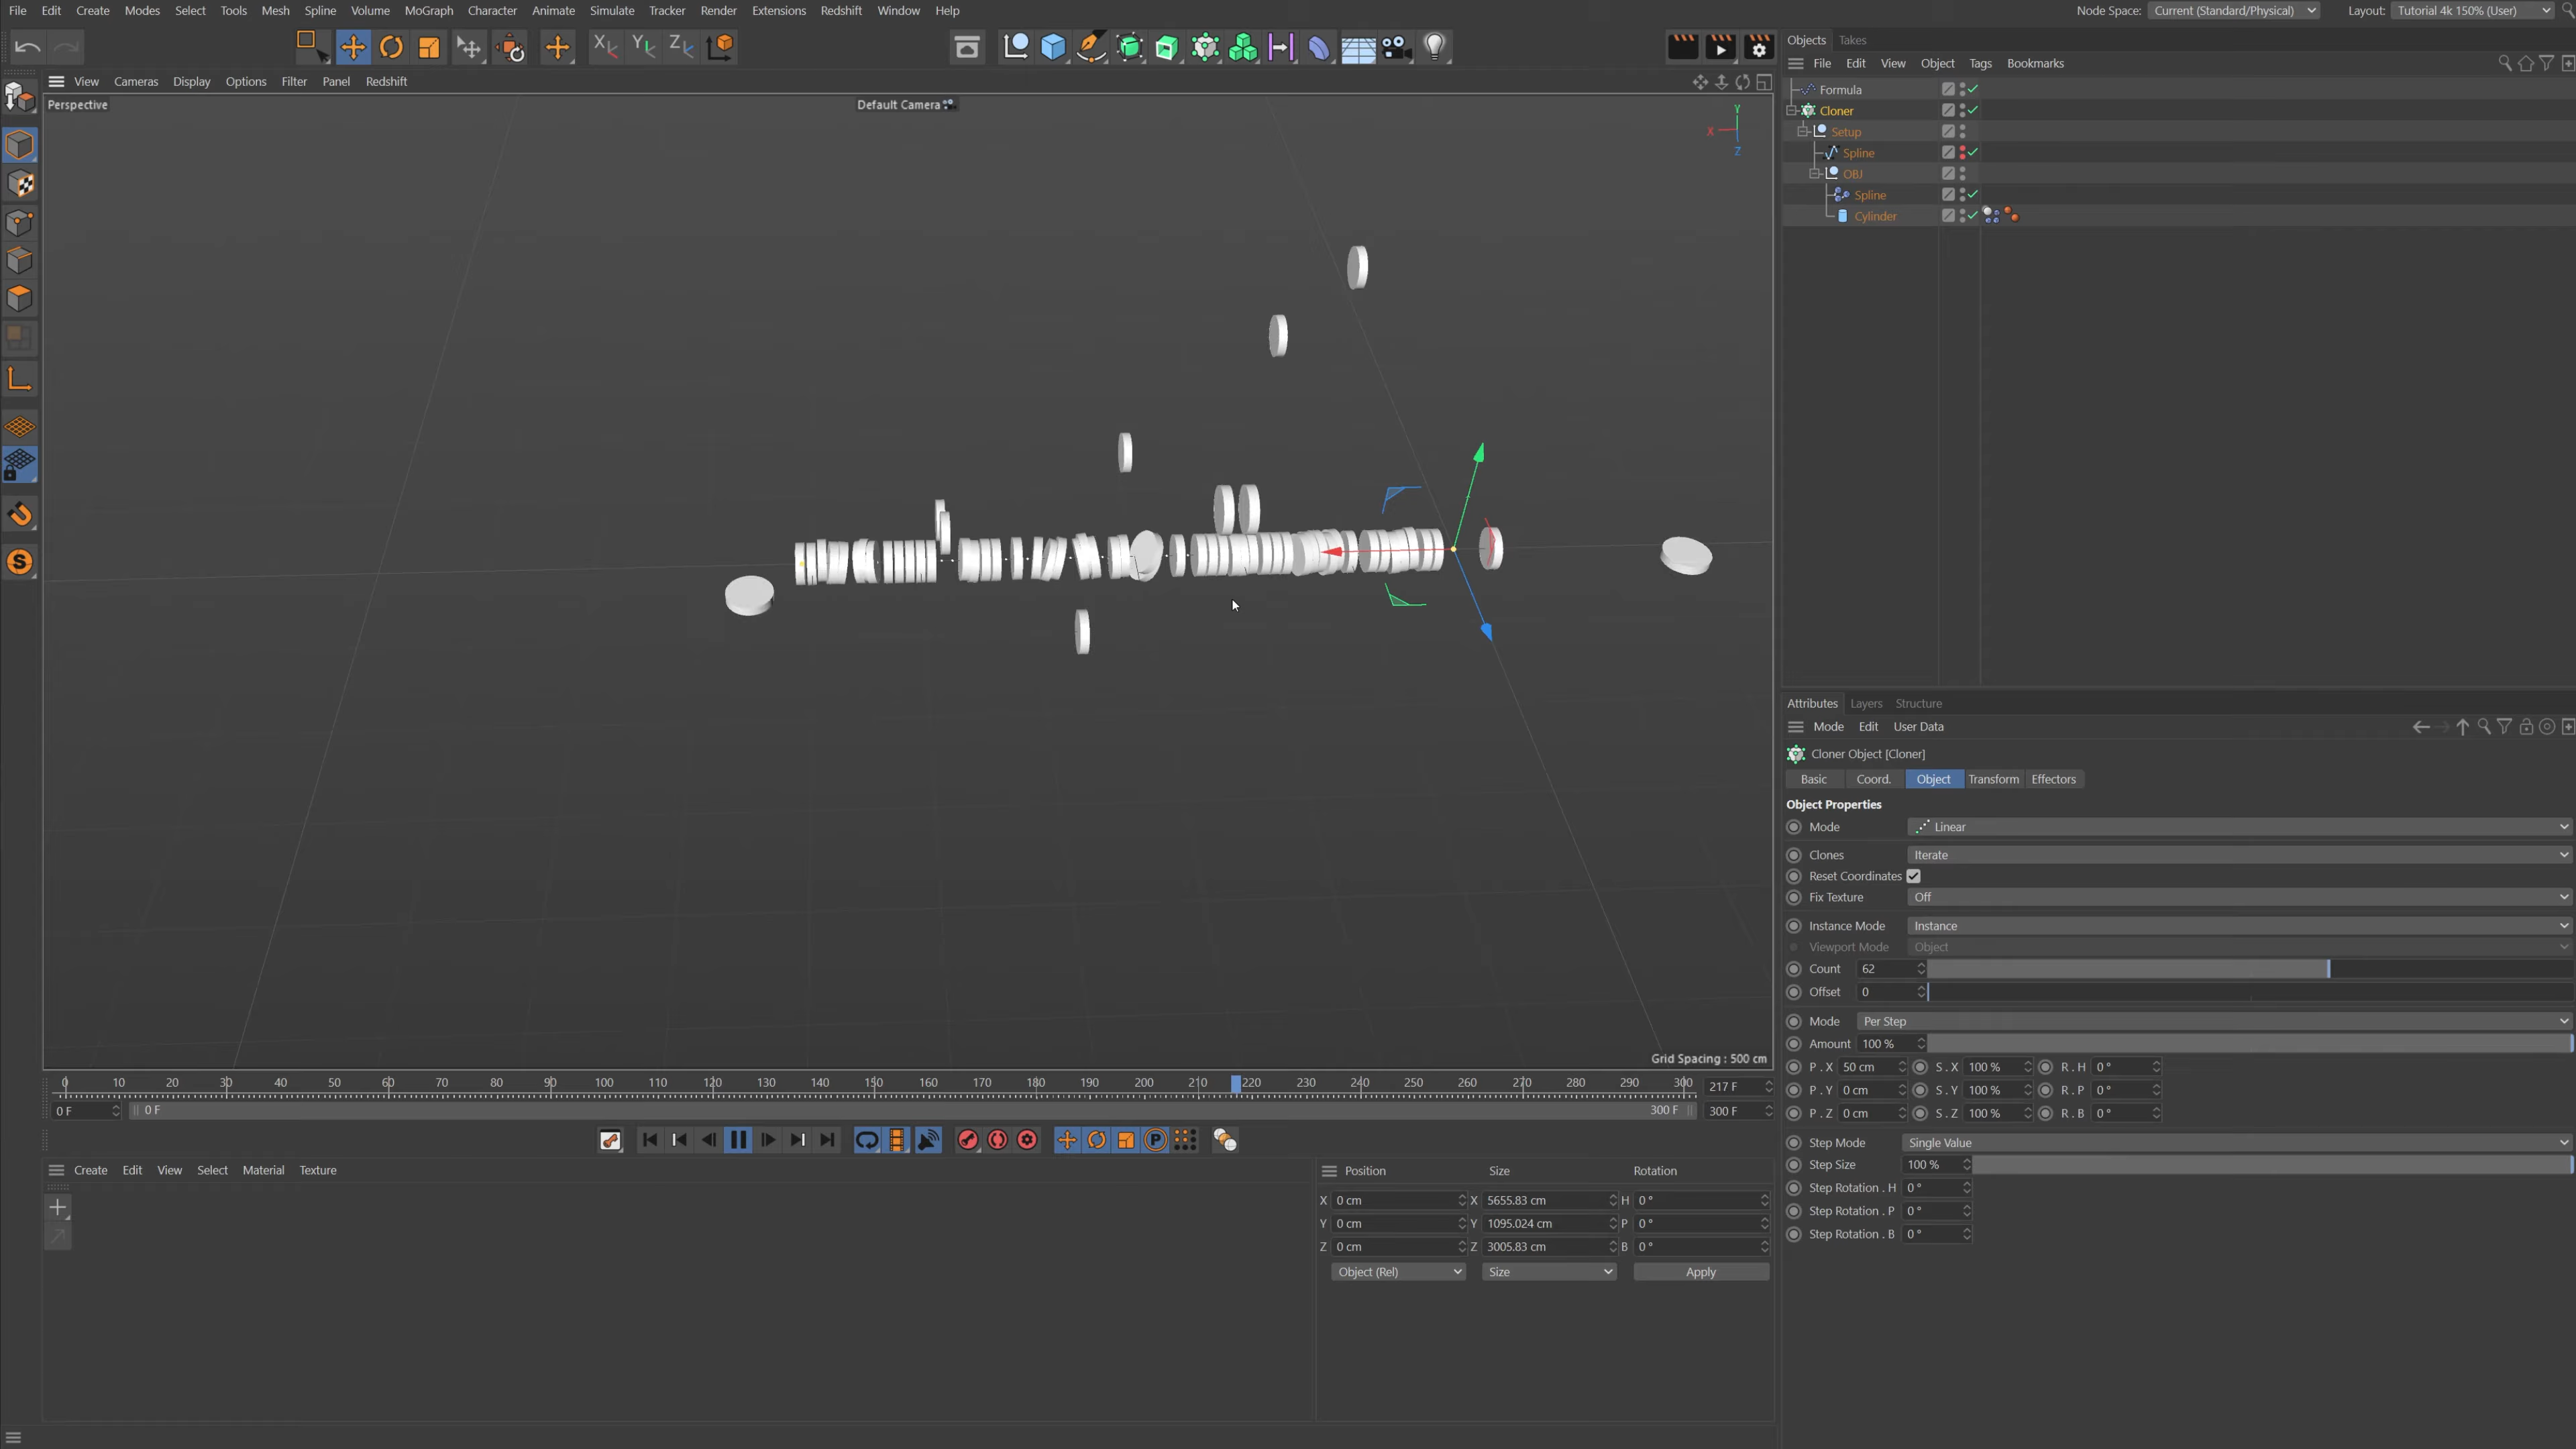 File Edit Create Modes Select Tools Mesh Spline Volume MoGraph Character Animate Simulate Tracker Render Extensions Redshift Window Help Node Space: Current (Standard/Physical) Layout: Tutorial 4k 150% (User)
X Y Z
Objects Takes
View Cameras Display Options Filter Panel Redshift
File Edit View Object Tags Bookmarks
Perspective
Default Camera
Y
X
Z
Formula
Cloner
Setup
Spline
OBJ
Spline
Cylinder
S
Grid Spacing : 500 cm
Attributes Layers Structure
Mode Edit User Data
Cloner Object [Cloner]
Basic Coord. Object Transform Effectors
Object Properties
Mode Linear
Clones Iterate
Reset Coordinates
Fix Texture Off
Instance Mode Instance
Viewport Mode Object
Count 62
Offset 0
Mode Per Step
Amount 100 %
P . X 50 cm S . X 100 % R . H 0 °
P . Y 0 cm S . Y 100 % R . P 0 °
P . Z 0 cm S . Z 100 % R . B 0 °
Step Mode Single Value
Step Size 100 %
Step Rotation . H 0 °
Step Rotation . P 0 °
Step Rotation . B 0 °
0 10 20 30 40 50 60 70 80 90 100 110 120 130 140 150 160 170 180 190 200 210 220 230 240 250 260 270 280 290 300 217 F
0 F 0 F 300 F 300 F
P
Create Edit View Select Material Texture
Position Size Rotation
X 0 cm X 5655.83 cm H 0 °
Y 0 cm Y 1095.024 cm P 0 °
Z 0 cm Z 3005.83 cm B 0 °
Object (Rel) Size Apply